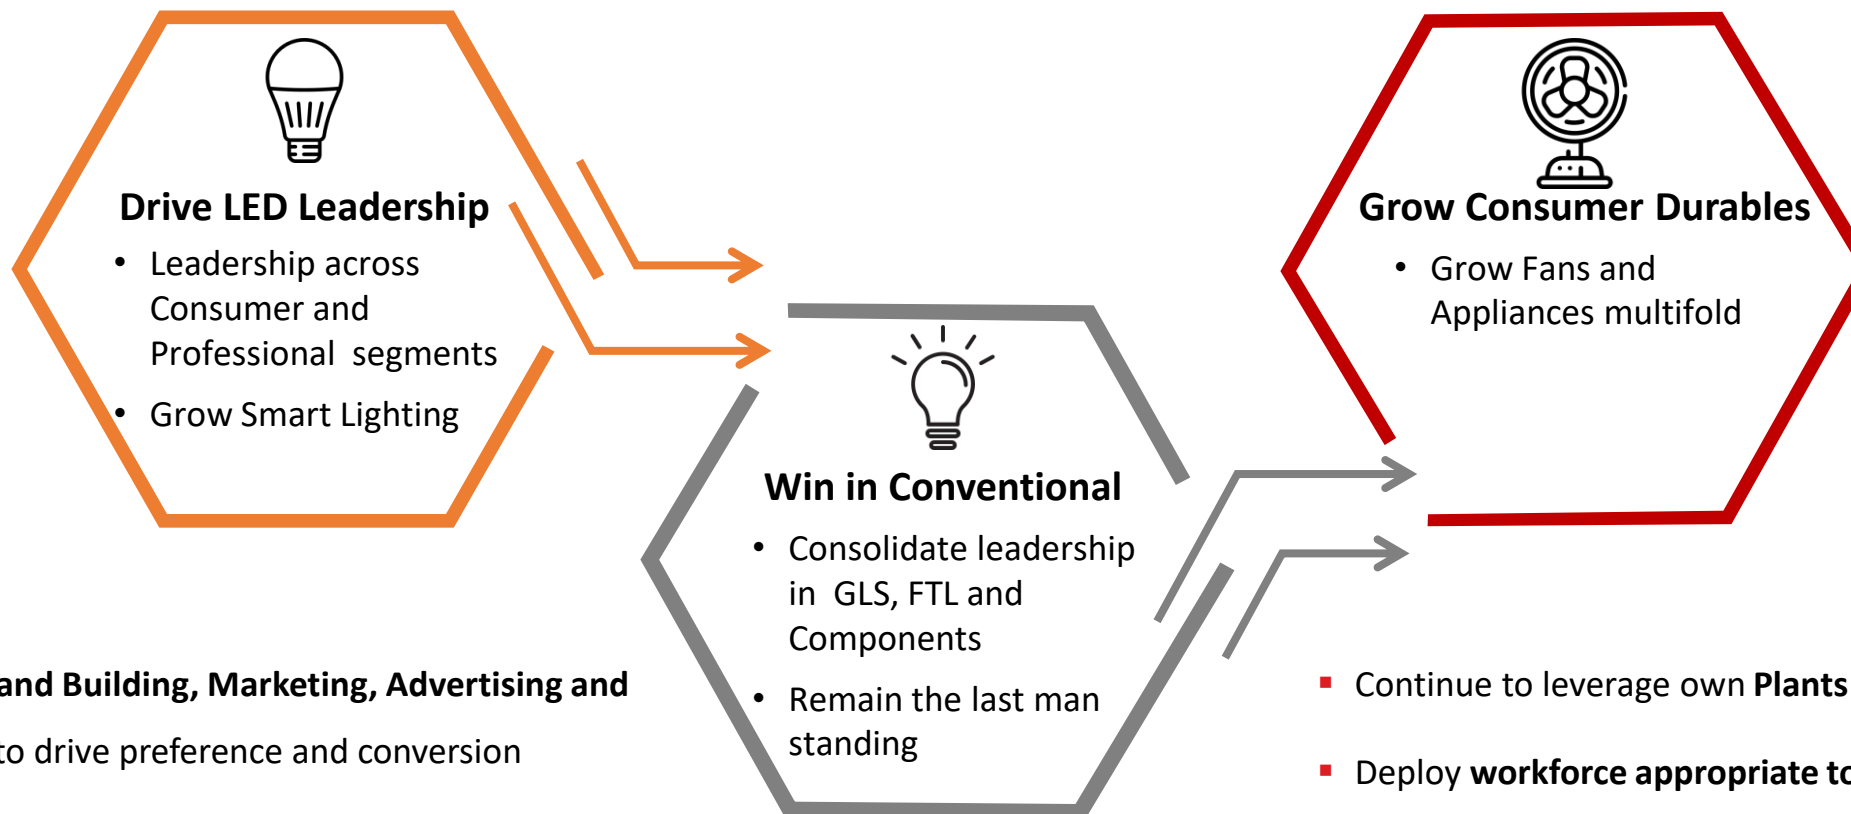 Drive LED Leadership
• Leadership across
Consumer and
Professional segments
• Grow Smart Lighting
Win in Conventional
• Consolidate leadership
in GLS, FTL and
Components
• Remain the last man
standing
Grow Consumer Durables
• Grow Fans and
Appliances multifold
and Building, Marketing, Advertising and
to drive preference and conversion
▪ Continue to leverage own Plants
▪ Deploy workforce appropriate to